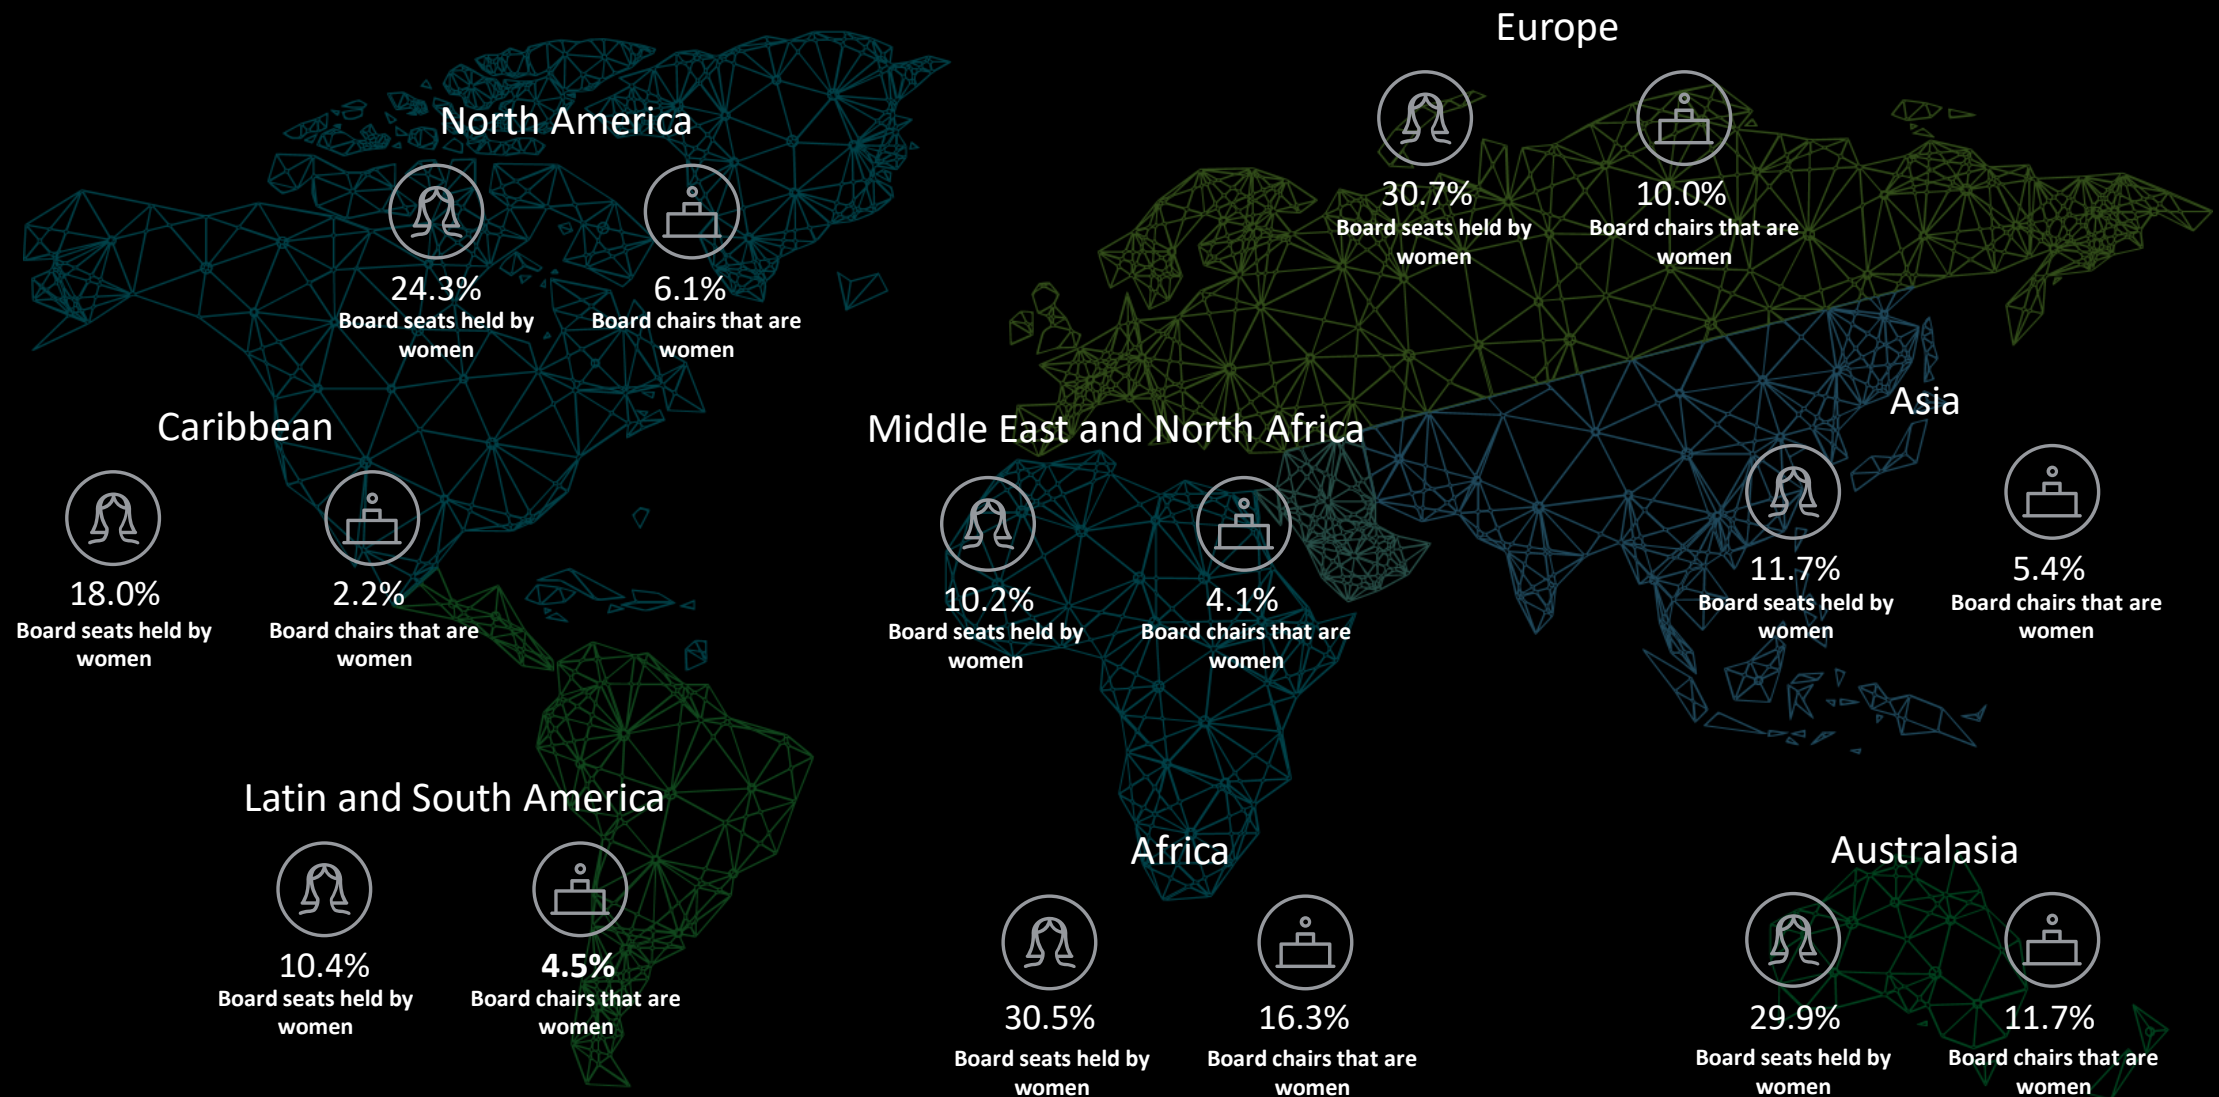 Europe
30.7%
Board seats held by
women
10.0%
Board chairs that are
women
North America
24.3%
Board seats held by
women
6.1%
Board chairs that are
women
Caribbean
18.0%
Board seats held by
women
2.2%
Board chairs that are
women
Middle East and North Africa
10.2%
Board seats held by
women
4.1%
Board chairs that are
women
Asia
11.7%
Board seats held by
women
5.4%
Board chairs that are
women
Latin and South America
10.4%
Board seats held by
women
4.5%
Board chairs that are
women
Africa
30.5%
Board seats held by
women
16.3%
Board chairs that are
women
Australasia
29.9%
Board seats held by
women
11.7%
Board chairs that are
women